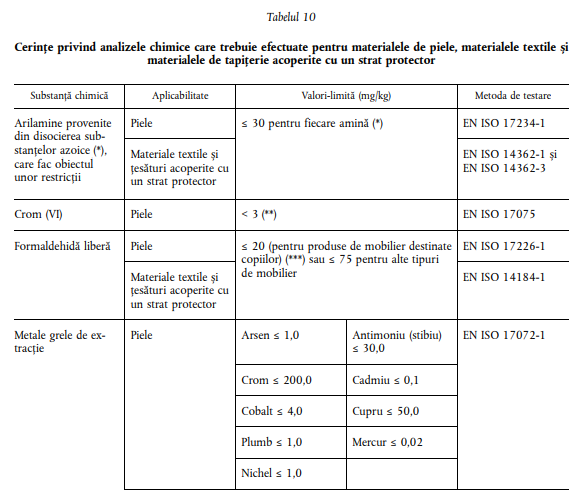 Tabelul 10
Cerințe privind analizele chimice care trebuie efectuate pentru materialele de piele, materialele textile și
materialele de tapițerie acoperite cu un strat protector
Substanță chimică Aplicabilitate Valori-limită (mg/kg) Metoda de testare
Arilamine provenite
din disocierea sub-
stanțelor azoice (*),
care fac obiectul
unor restricții
Piele
≤ 30 pentru fiecare amină (*)
EN ISO 17234-1
Materiale textile și
țesături acoperite cu
un strat protector
EN ISO 14362-1 și
EN ISO 14362-3
Crom (VI) Piele < 3 (**) EN ISO 17075
Formaldehidă liberă
Piele
≤ 20 (pentru produse de mobilier destinate
copiilor) (***) sau ≤ 75 pentru alte tipuri
de mobilier
EN ISO 17226-1
Materiale textile și
țesături acoperite cu
un strat protector
EN ISO 14184-1
Metale grele de ex-
tracție
Piele
Arsen ≤ 1,0
Antimoniu (stibiu)
≤ 30,0
EN ISO 17072-1
Crom ≤ 200,0 Cadmiu ≤ 0,1
Cobalt ≤ 4,0 Cupru ≤ 50,0
Plumb ≤ 1,0 Mercur ≤ 0,02
Nichel ≤ 1,0